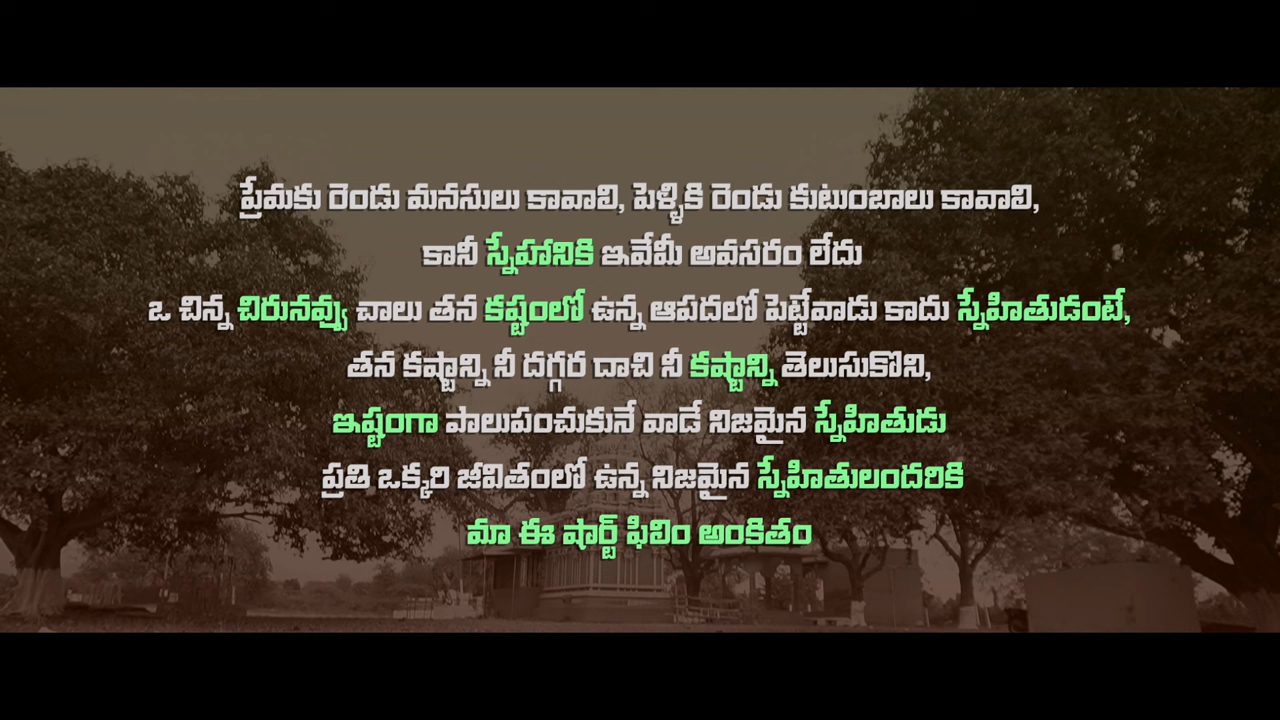 ప్రేమకు రెండు మనసులు కావాలి, పెళ్ళికి రెండు కుటుంబాలు కావాలి,
కానీ స్నేహానికి ఇవేమీ అవసరం లేదు
ఒ చిన్న చిరునవ్వు చాలు తన కష్టంలో ఉన్న ఆపదలో పెట్టేవాడు కాదు స్నేహితుడంటే,
తన కష్టాన్ని నీ దగ్గర దాచి నీ కష్టాన్ని తెలుసుకొని,
ఇష్టంగా పాలుపంచుకునే వాడే నిజమైన స్నేహితుడు
ప్రతి ఒక్కరి జీవితంలో ఉన్న నిజమైన స్నేహితులందరికి
మా ఈ షార్ట్ ఫిలిం అంకితం